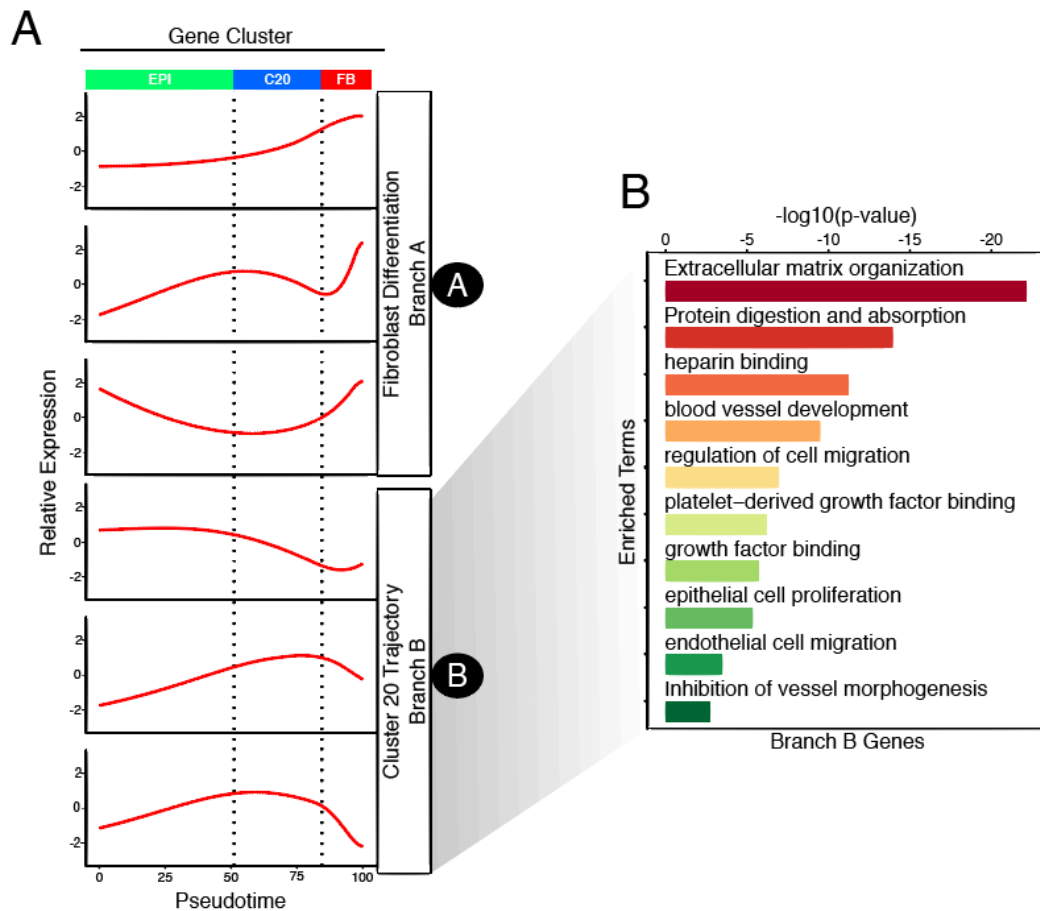 A
Gene Cluster
EPI C20 FB
2
0
-2
2
0
-2
2
0
-2
2
0
-2
2
0
-2
2
0
-2
0 25 50 75 100
Pseudotime
Relative Expression
Fibroblast Differentiation
Branch A
A
Cluster 20 Trajectory
Branch B
B
B
-log10(p-value)
0 -5 -10 -15 -20
Enriched Terms
Extracellular matrix organization
Protein digestion and absorption
heparin binding
blood vessel development
regulation of cell migration
platelet−derived growth factor binding
growth factor binding
epithelial cell proliferation
endothelial cell migration
Inhibition of vessel morphogenesis
Branch B Genes